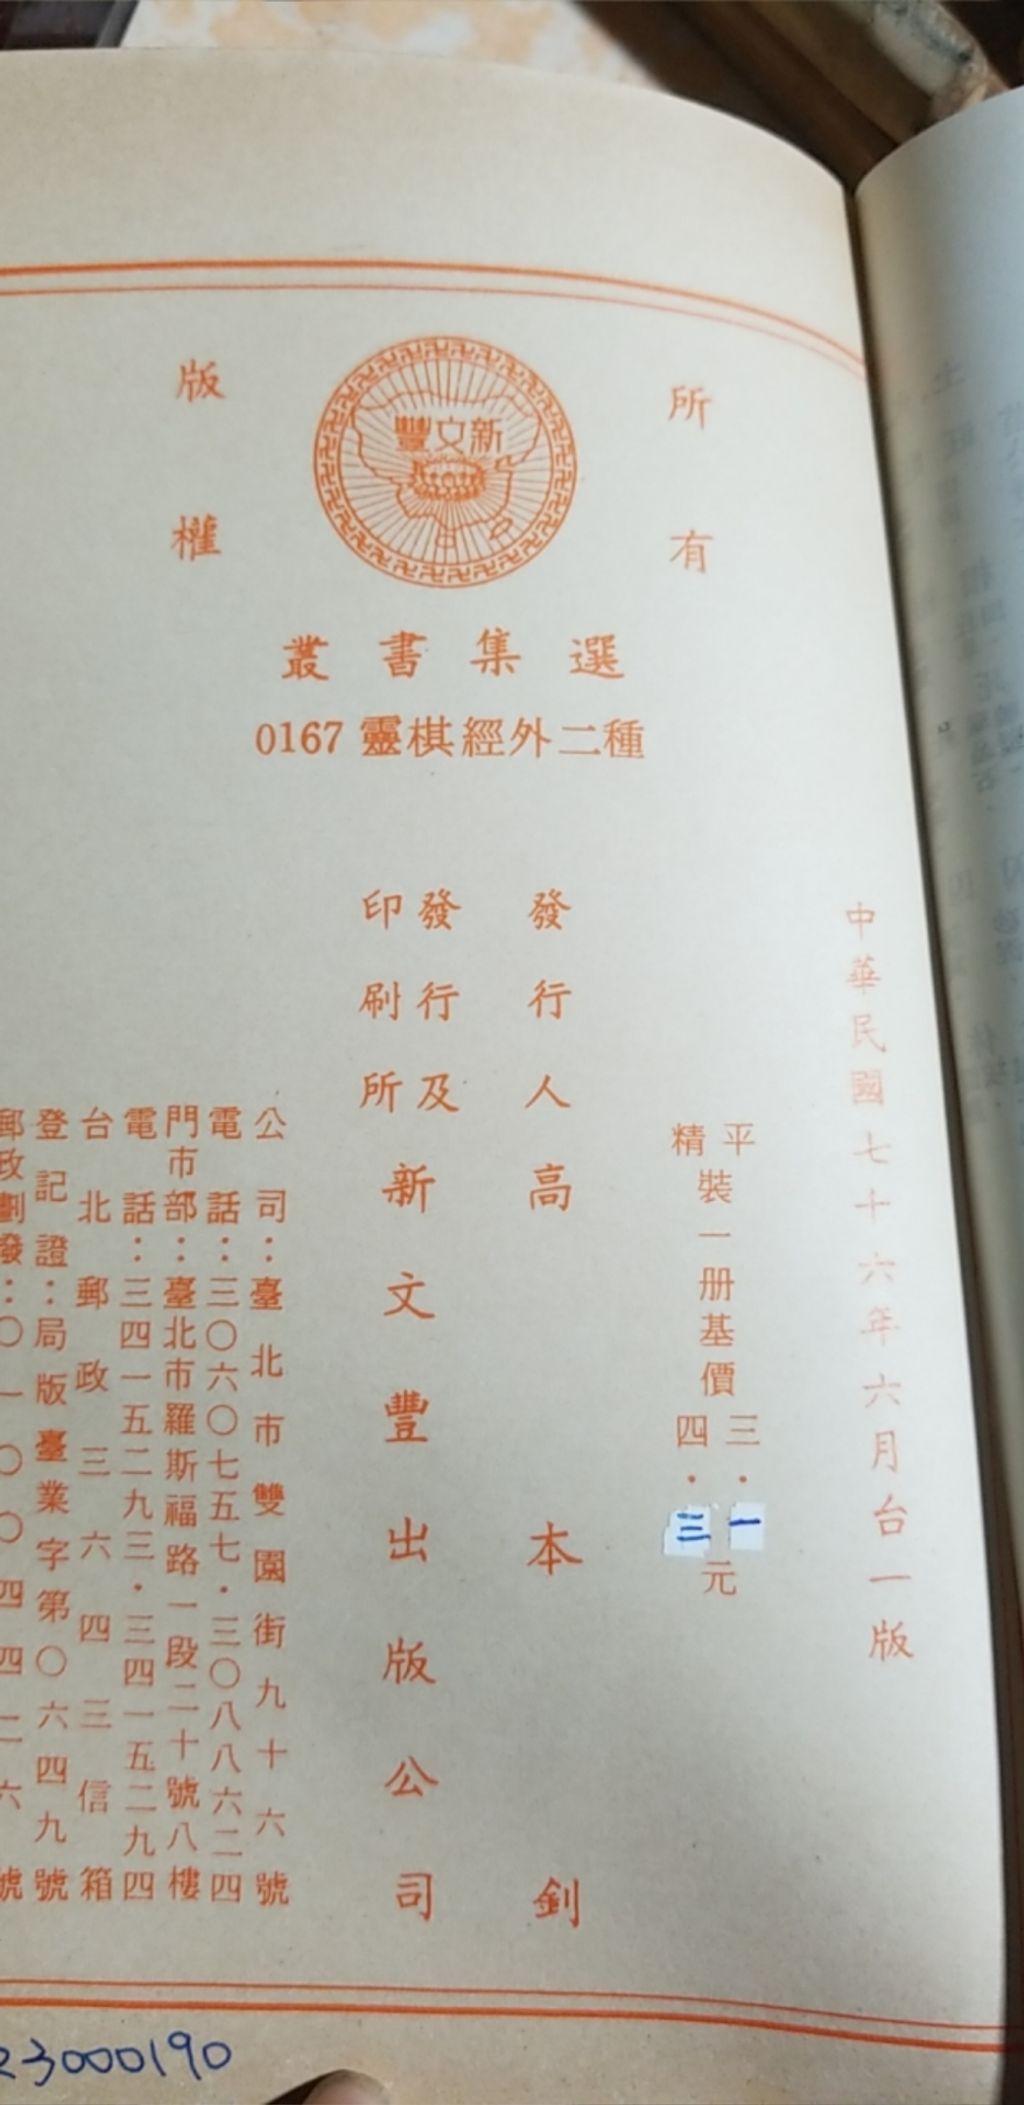 版權所有
新文豐
叢書集選
0167 靈棋經外二種
中華民國七十六年六月台一版
平裝一册基價三・一元
精裝一册基價四・三元
發行人高本釗
發行及印刷所新文豐出版公司
公司：臺北市雙園街九十六號
電話：三〇六〇七五七・三〇八八六二四
門市部：臺北市羅斯福路一段二十號八樓
電話：三四一五二九三・三四一五二九四
台北郵政三六四三信箱
登記證：局版臺業字第〇六四九號
郵政劃撥：〇一〇〇四四二六號
23000190